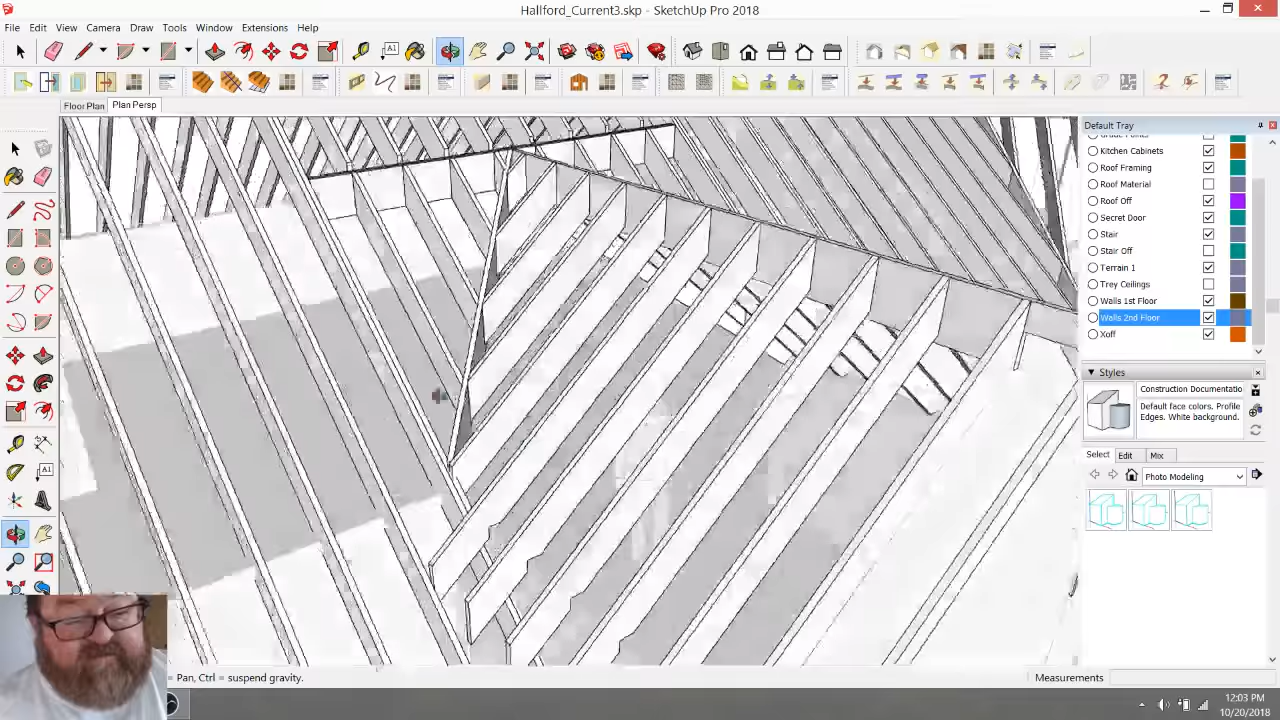 Hallford_Current3.skp - SketchUp Pro 2018
File Edit View Camera Draw Tools Window Extensions Help
Floor Plan Plan Persp
Default Tray
Kitchen Cabinets
Roof Framing
Roof Material
Roof Off
Secret Door
Stair
Stair Off
Terrain 1
Trey Ceilings
Walls 1st Floor
Walls 2nd Floor
Xoff
Styles
Construction Documentatio
Default face colors. Profile
Edges. White background.
Select Edit Mix
Photo Modeling
= Pan, Ctrl = suspend gravity.
Measurements
12:03 PM
10/20/2018